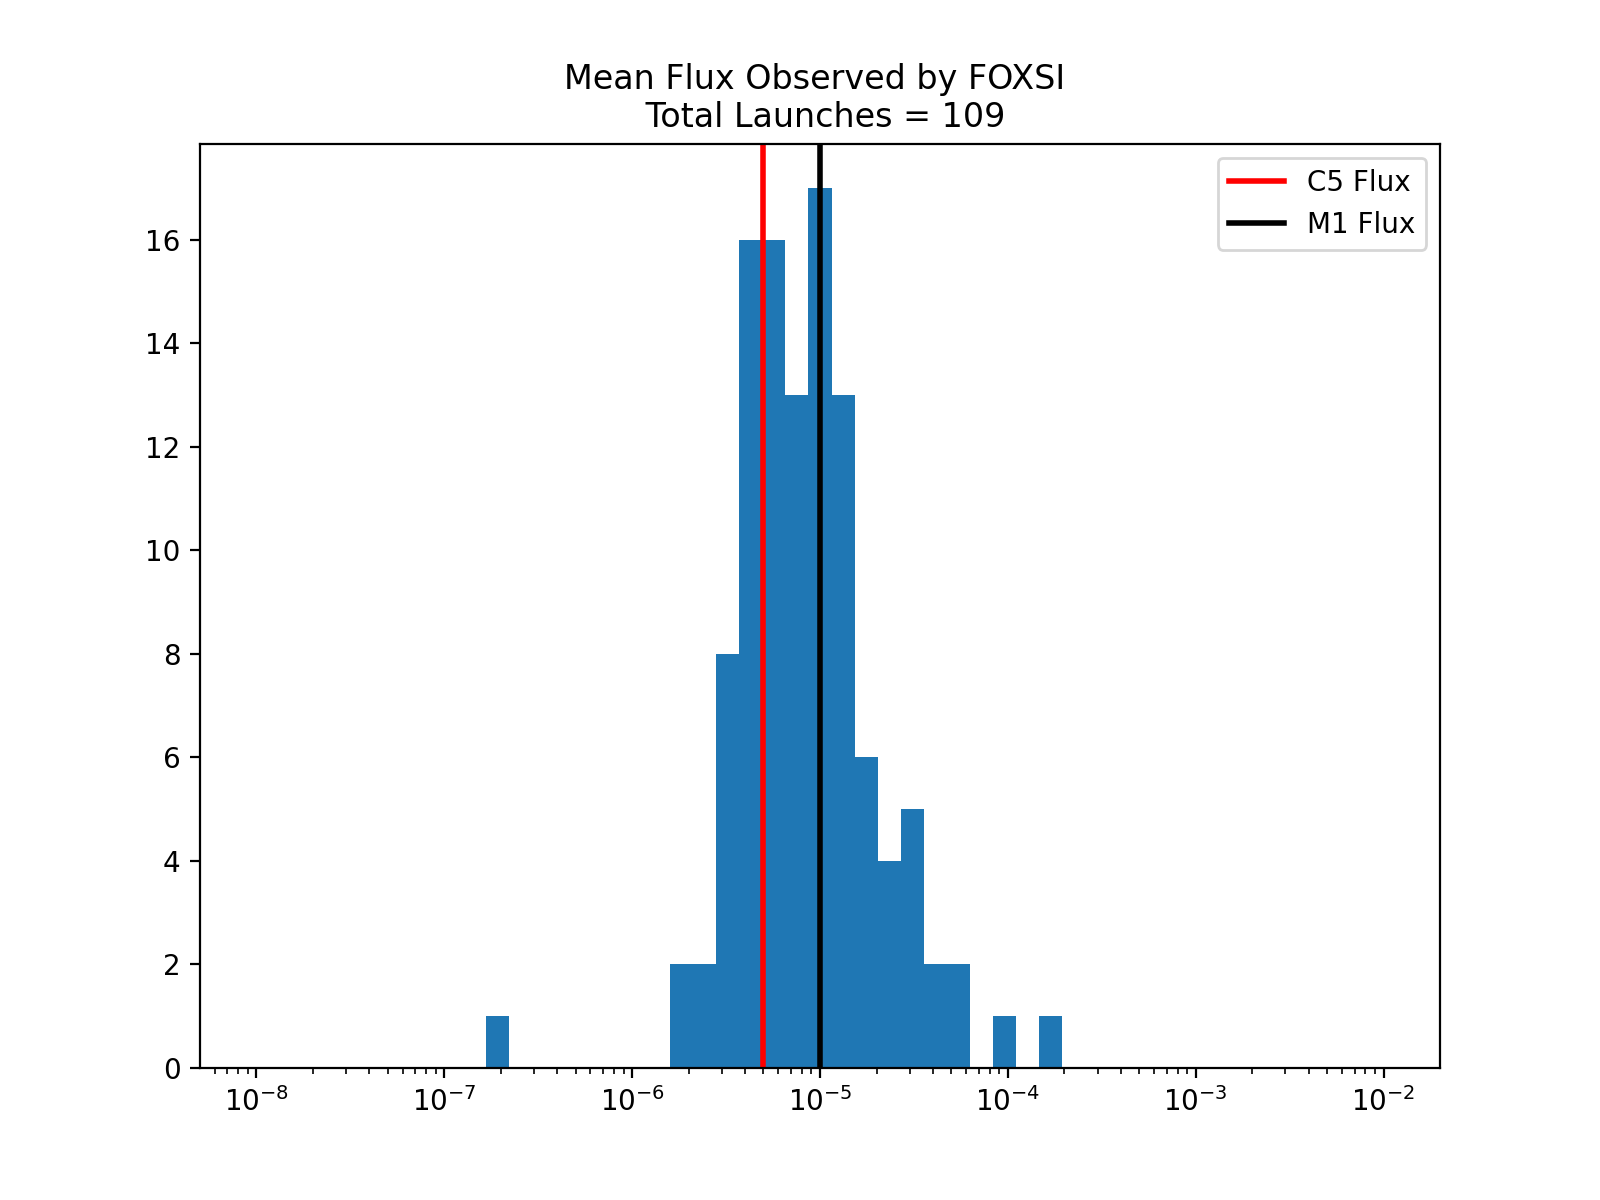 Mean Flux Observed by FOXSI
Total Launches = 109
C5 Flux
M1 Flux
16
14
12
10
8
6
4
2
0
10⁻⁸ 10⁻⁷ 10⁻⁶ 10⁻⁵ 10⁻⁴ 10⁻³ 10⁻²